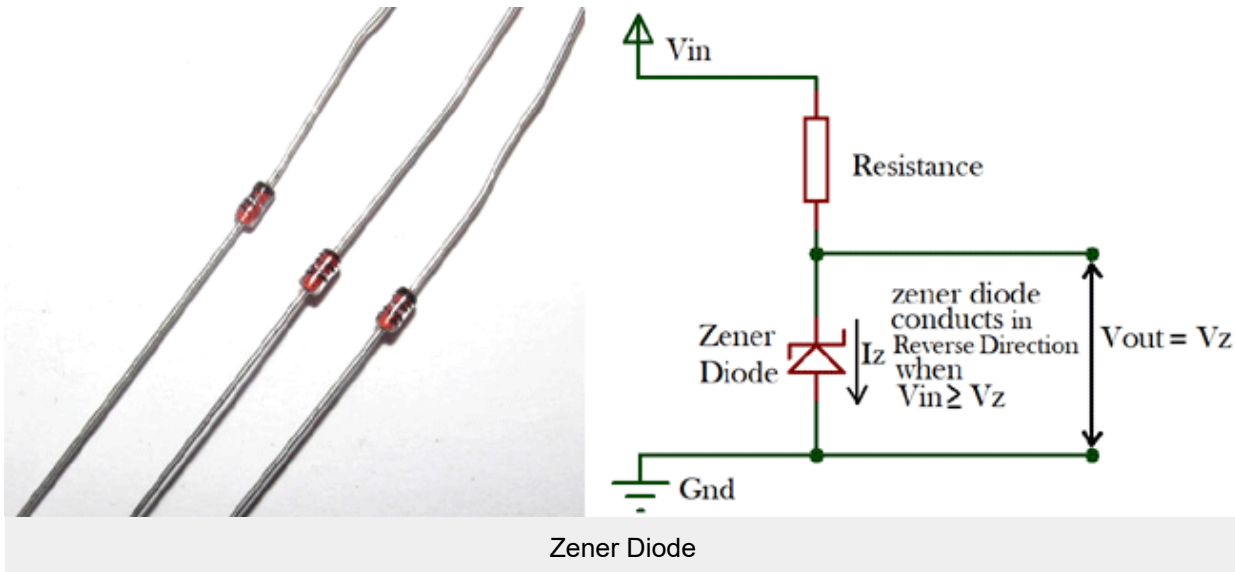 Vin
Resistance
Zener
Diode
Iz
zener diode
conducts in
Reverse Direction
when
Vin ≥ Vz
Vout = Vz
Gnd
Zener Diode